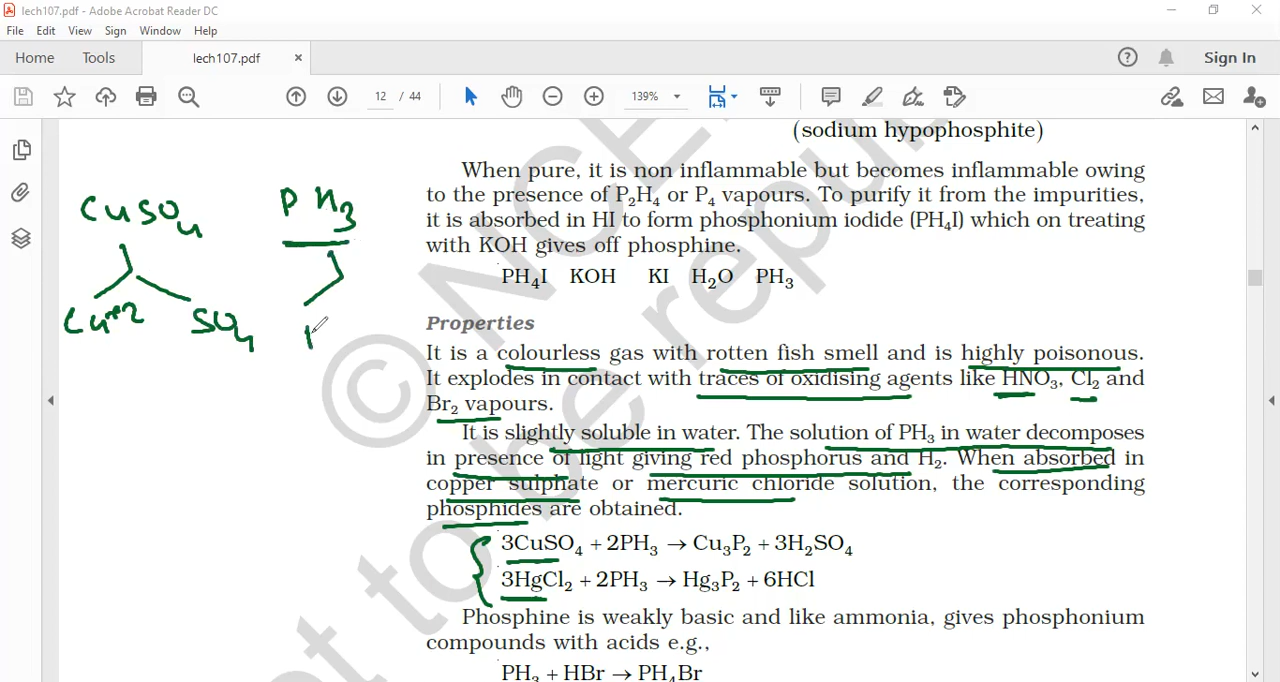 lech107.pdf - Adobe Acrobat Reader DC
File Edit View Sign Window Help
Home Tools lech107.pdf × Sign In
12 / 44 139%
(sodium hypophosphite)
When pure, it is non inflammable but becomes inflammable owing
to the presence of P₂H₄ or P₄ vapours. To purify it from the impurities,
it is absorbed in HI to form phosphonium iodide (PH₄I) which on treating
with KOH gives off phosphine.
PH₄I KOH KI H₂O PH₃
CuSO₄ PH₃
Cu+2 SO₄
Properties
It is a colourless gas with rotten fish smell and is highly poisonous.
It explodes in contact with traces of oxidising agents like HNO₃, Cl₂ and
Br₂ vapours.
It is slightly soluble in water. The solution of PH₃ in water decomposes
in presence of light giving red phosphorus and H₂. When absorbed in
copper sulphate or mercuric chloride solution, the corresponding
phosphides are obtained.
3CuSO₄ + 2PH₃ → Cu₃P₂ + 3H₂SO₄
3HgCl₂ + 2PH₃ → Hg₃P₂ + 6HCl
Phosphine is weakly basic and like ammonia, gives phosphonium
compounds with acids e.g.,
PH₃ + HBr → PH₄Br
© NCE
not to be republ